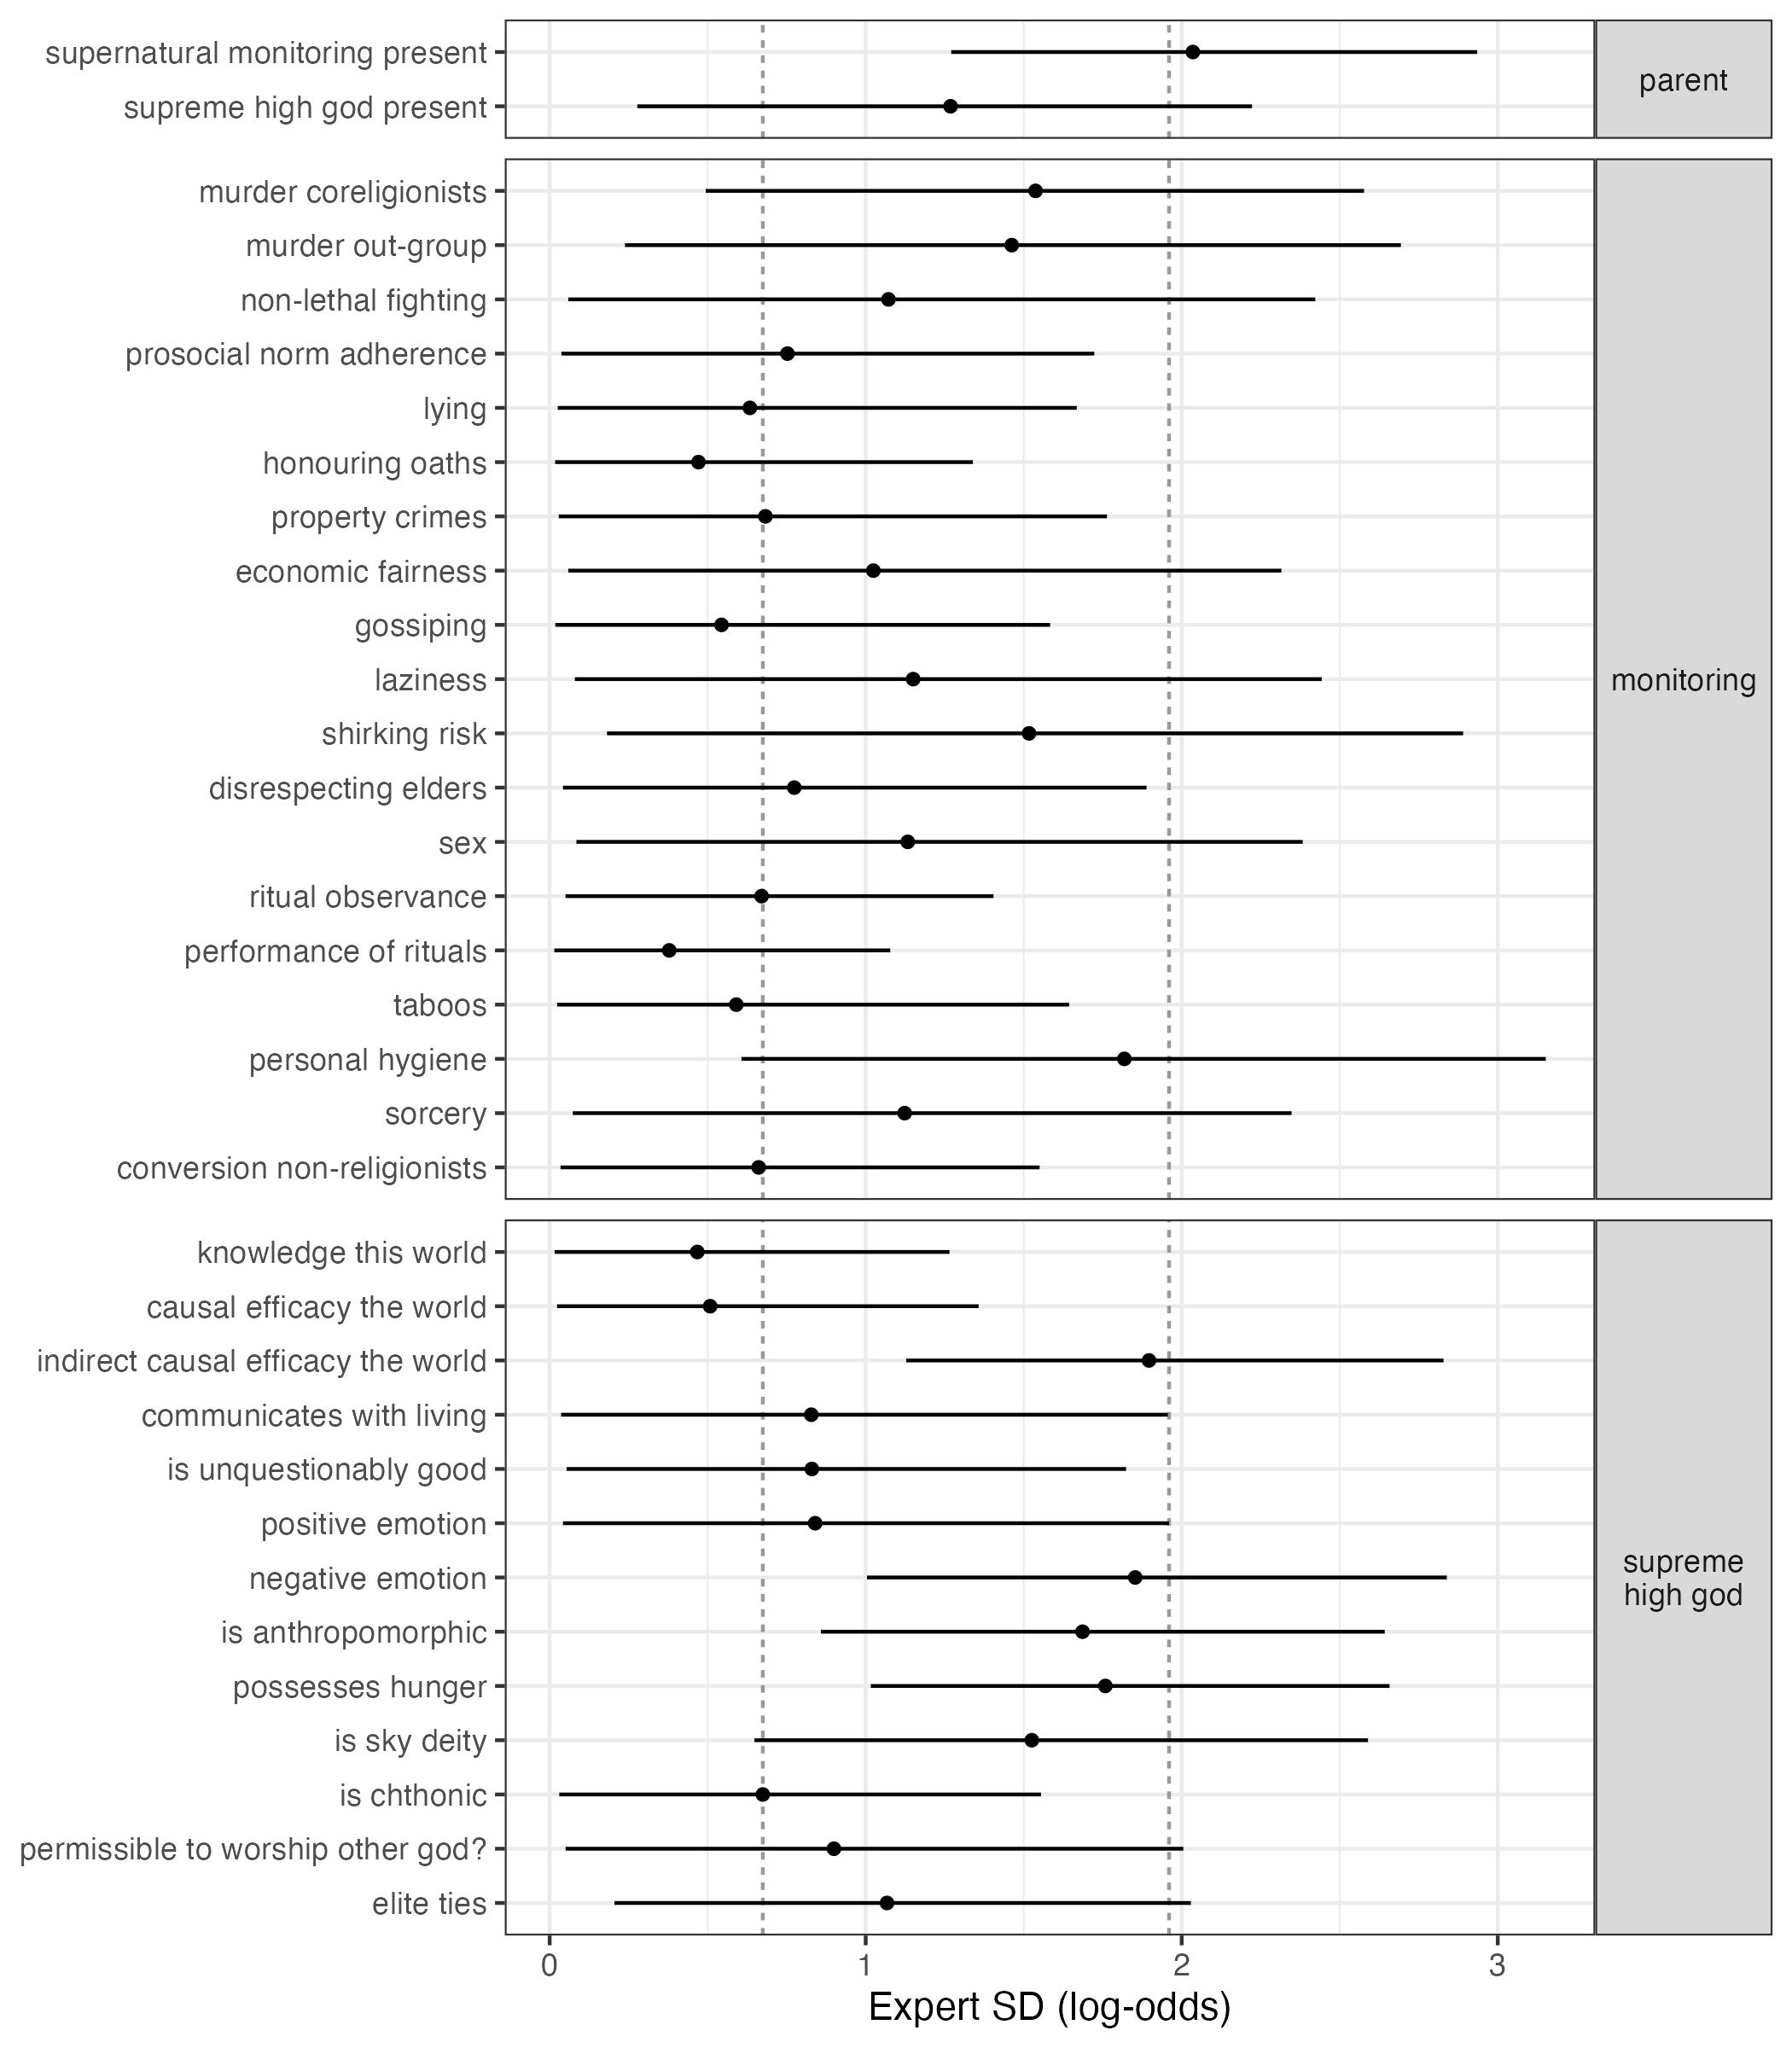 supernatural monitoring present
supreme high god present
parent
murder coreligionists
murder out-group
non-lethal fighting
prosocial norm adherence
lying
honouring oaths
property crimes
economic fairness
gossiping
laziness
shirking risk
disrespecting elders
sex
ritual observance
performance of rituals
taboos
personal hygiene
sorcery
conversion non-religionists
monitoring
knowledge this world
causal efficacy the world
indirect causal efficacy the world
communicates with living
is unquestionably good
positive emotion
negative emotion
is anthropomorphic
possesses hunger
is sky deity
is chthonic
permissible to worship other god?
elite ties
supreme
high god
0 1 2 3
Expert SD (log-odds)